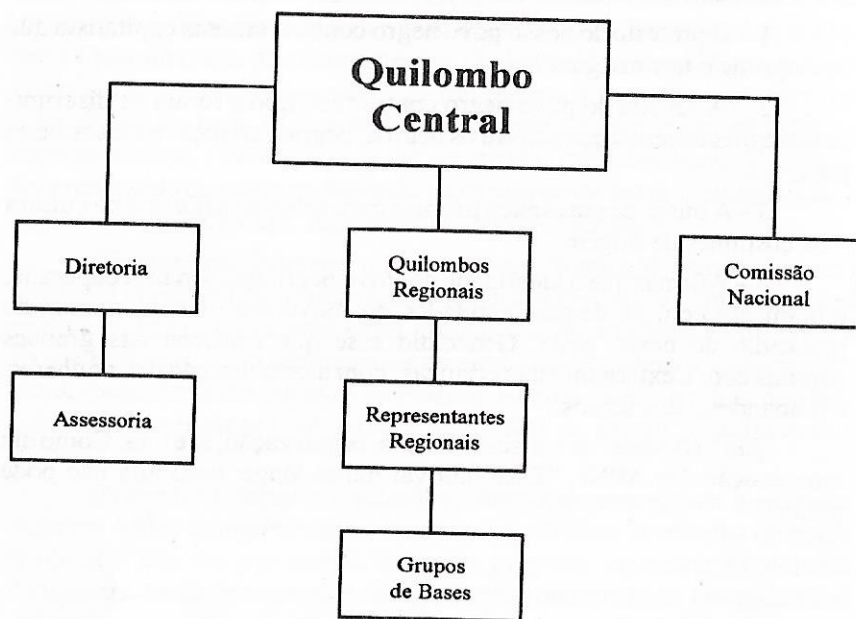 Quilombo
Central
Diretoria
Quilombos
Regionais
Comissão
Nacional
Assessoria
Representantes
Regionais
Grupos
de Bases